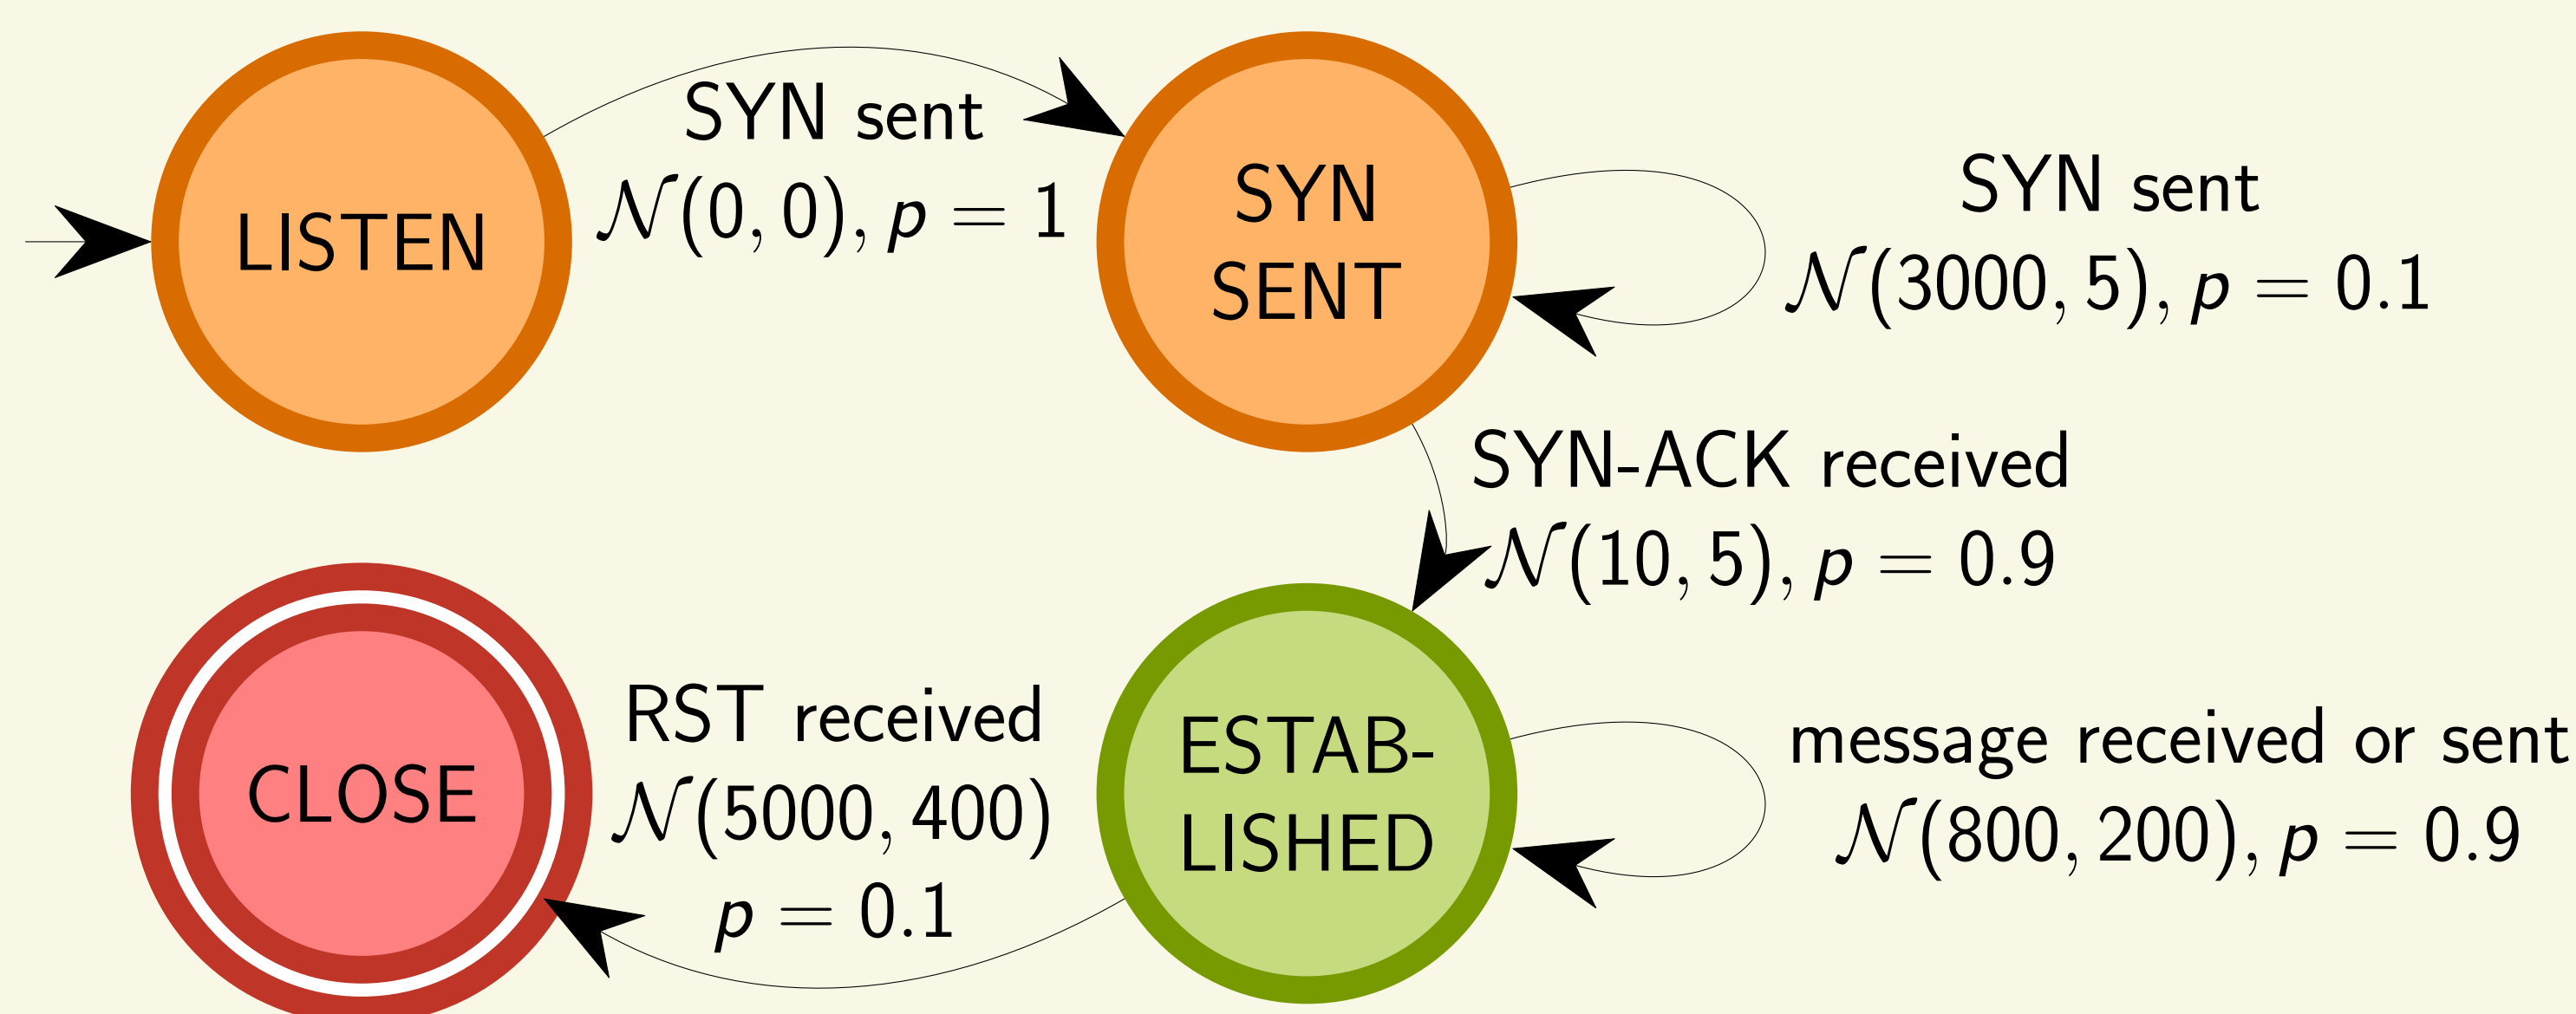 LISTEN
SYN sent
𝒩(0, 0), p = 1
SYN
SENT
SYN sent
𝒩(3000, 5), p = 0.1
SYN-ACK received
𝒩(10, 5), p = 0.9
CLOSE
RST received
𝒩(5000, 400)
p = 0.1
ESTAB-
LISHED
message received or sent
𝒩(800, 200), p = 0.9